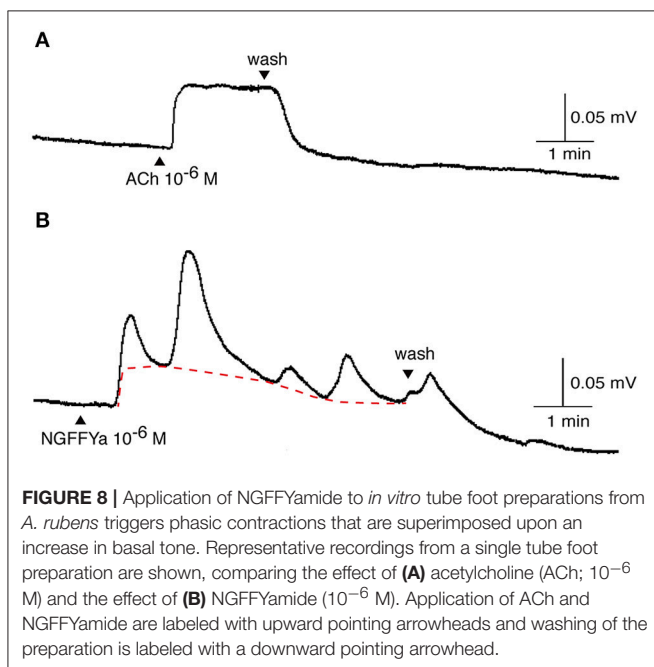 A
wash
0.05 mV
1 min
ACh 10⁻⁶ M
B
wash
0.05 mV
1 min
NGFFYa 10⁻⁶ M
FIGURE 8 | Application of NGFFYamide to in vitro tube foot preparations from
A. rubens triggers phasic contractions that are superimposed upon an
increase in basal tone. Representative recordings from a single tube foot
preparation are shown, comparing the effect of (A) acetylcholine (ACh; 10⁻⁶
M) and the effect of (B) NGFFYamide (10⁻⁶ M). Application of ACh and
NGFFYamide are labeled with upward pointing arrowheads and washing of the
preparation is labeled with a downward pointing arrowhead.